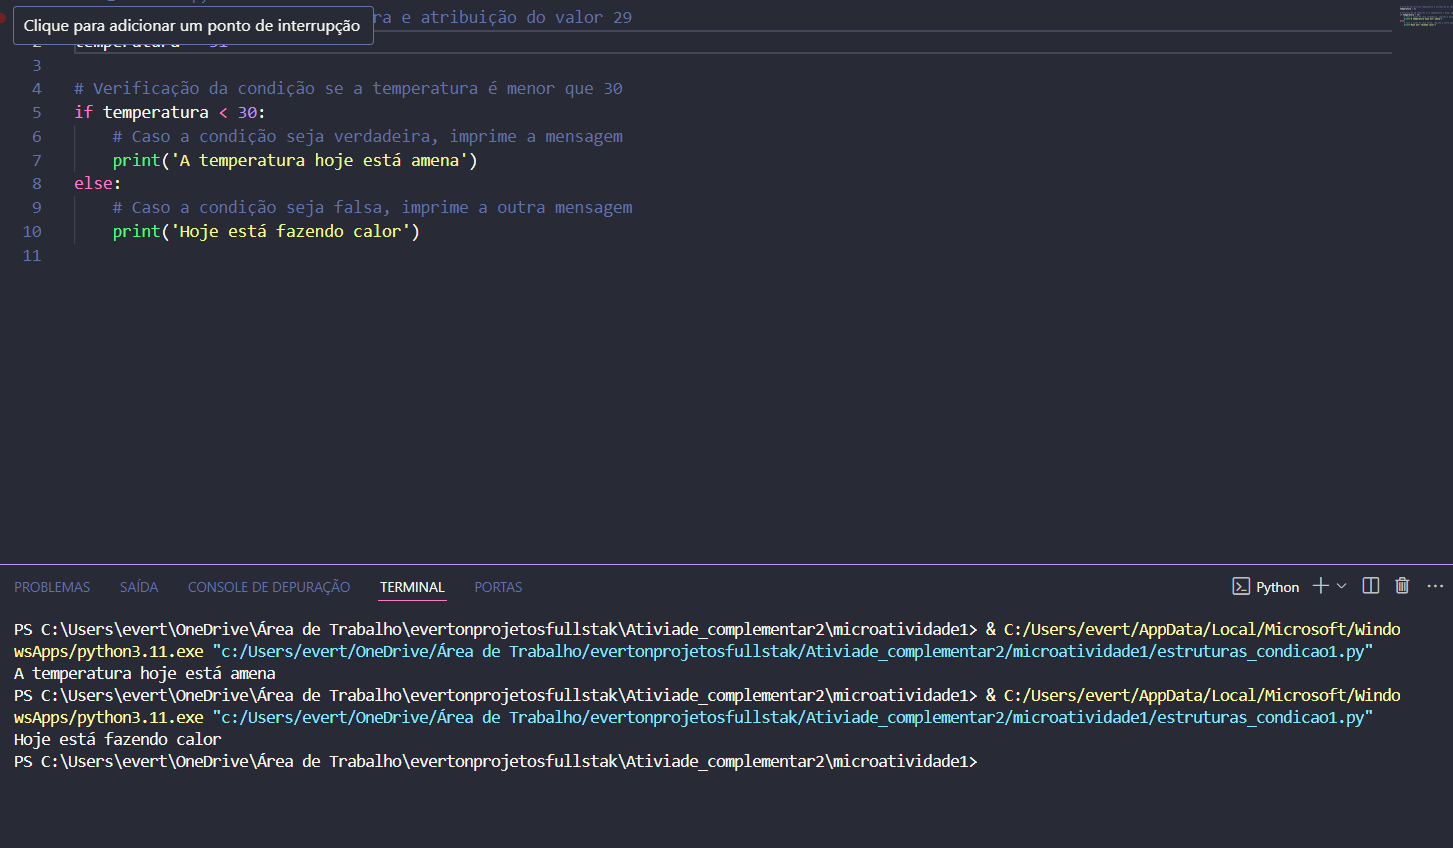 Clique para adicionar um ponto de interrupção
ra e atribuição do valor 29
2
3
4 # Verificação da condição se a temperatura é menor que 30
5 if temperatura < 30:
6 # Caso a condição seja verdadeira, imprime a mensagem
7 print('A temperatura hoje está amena')
8 else:
9 # Caso a condição seja falsa, imprime a outra mensagem
10 print('Hoje está fazendo calor')
11
PROBLEMAS SAÍDA CONSOLE DE DEPURAÇÃO TERMINAL PORTAS Python
PS C:\Users\evert\OneDrive\Área de Trabalho\evertonprojetosfullstak\Ativiade_complementar2\microatividade1> & C:/Users/evert/AppData/Local/Microsoft/Windo
wsApps/python3.11.exe "c:/Users/evert/OneDrive/Área de Trabalho/evertonprojetosfullstak/Ativiade_complementar2/microatividade1/estruturas_condicao1.py"
A temperatura hoje está amena
PS C:\Users\evert\OneDrive\Área de Trabalho\evertonprojetosfullstak\Ativiade_complementar2\microatividade1> & C:/Users/evert/AppData/Local/Microsoft/Windo
wsApps/python3.11.exe "c:/Users/evert/OneDrive/Área de Trabalho/evertonprojetosfullstak/Ativiade_complementar2/microatividade1/estruturas_condicao1.py"
Hoje está fazendo calor
PS C:\Users\evert\OneDrive\Área de Trabalho\evertonprojetosfullstak\Ativiade_complementar2\microatividade1>